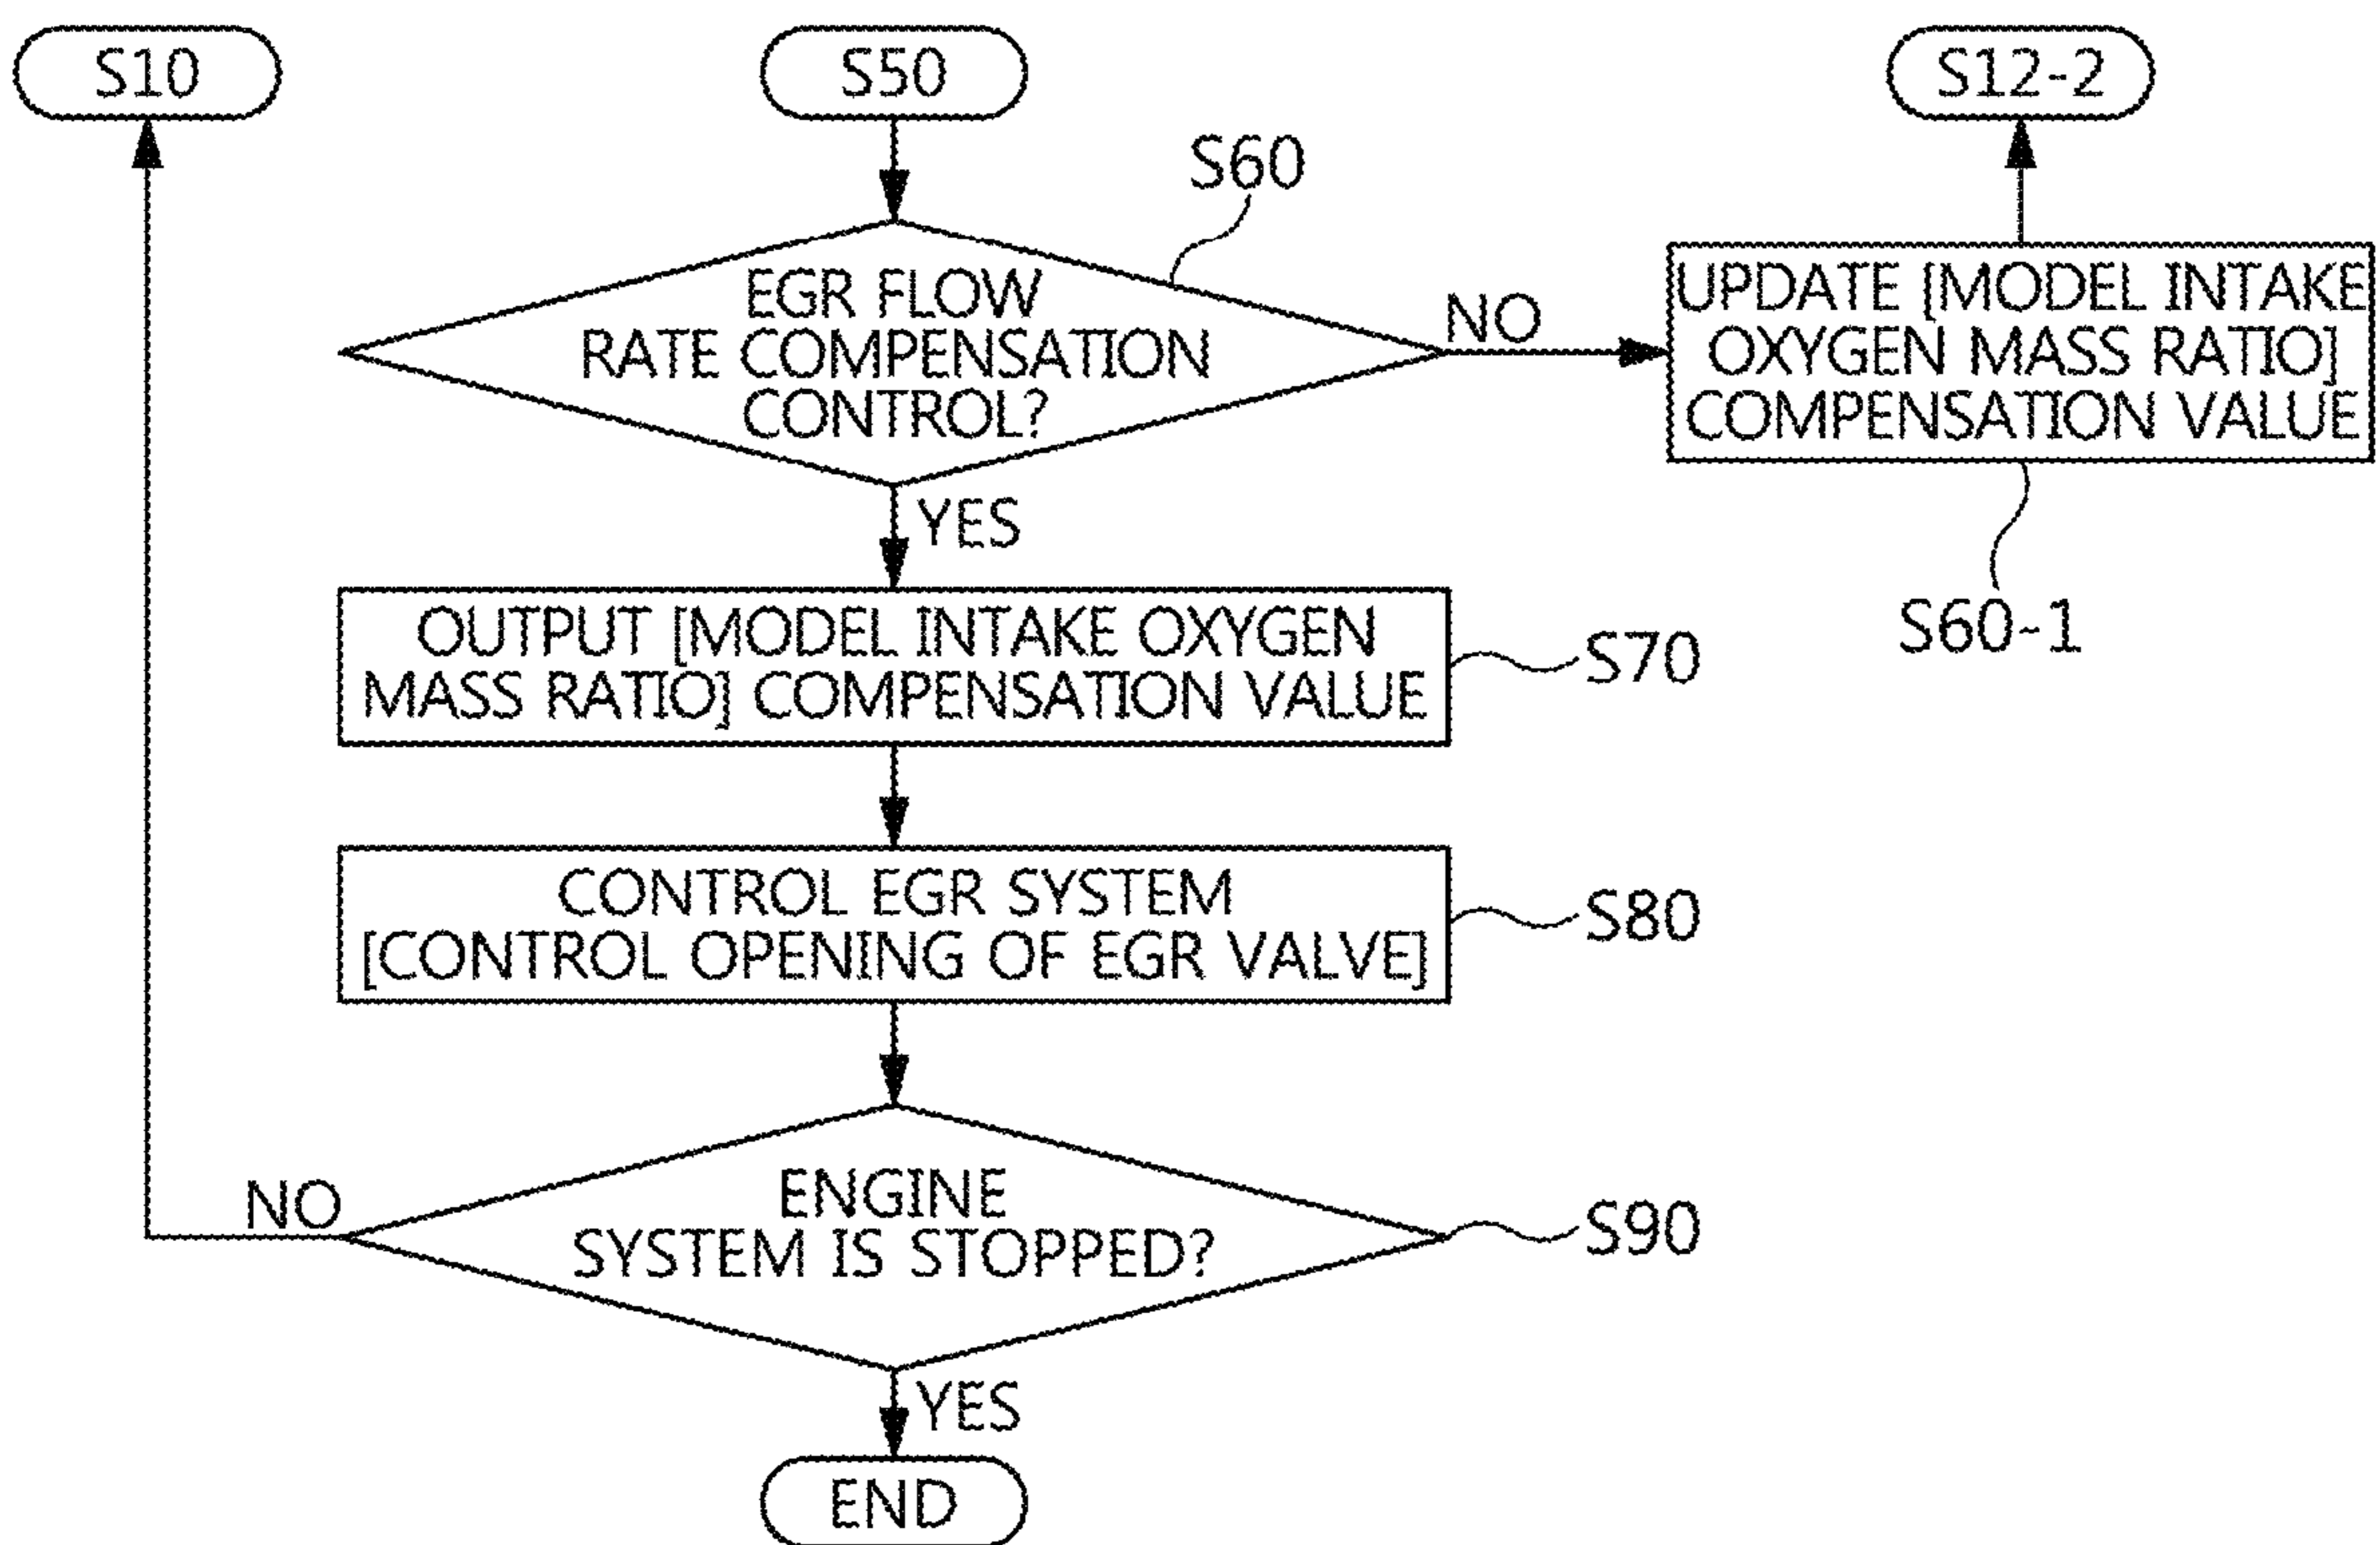 S10
S50
S12-2
S60
EGR FLOW
RATE COMPENSATION
CONTROL?
NO
UPDATE [MODEL INTAKE
OXYGEN MASS RATIO]
COMPENSATION VALUE
S60-1
YES
OUTPUT [MODEL INTAKE OXYGEN
MASS RATIO] COMPENSATION VALUE
S70
CONTROL EGR SYSTEM
[CONTROL OPENING OF EGR VALVE]
S80
NO
ENGINE
SYSTEM IS STOPPED?
S90
YES
END